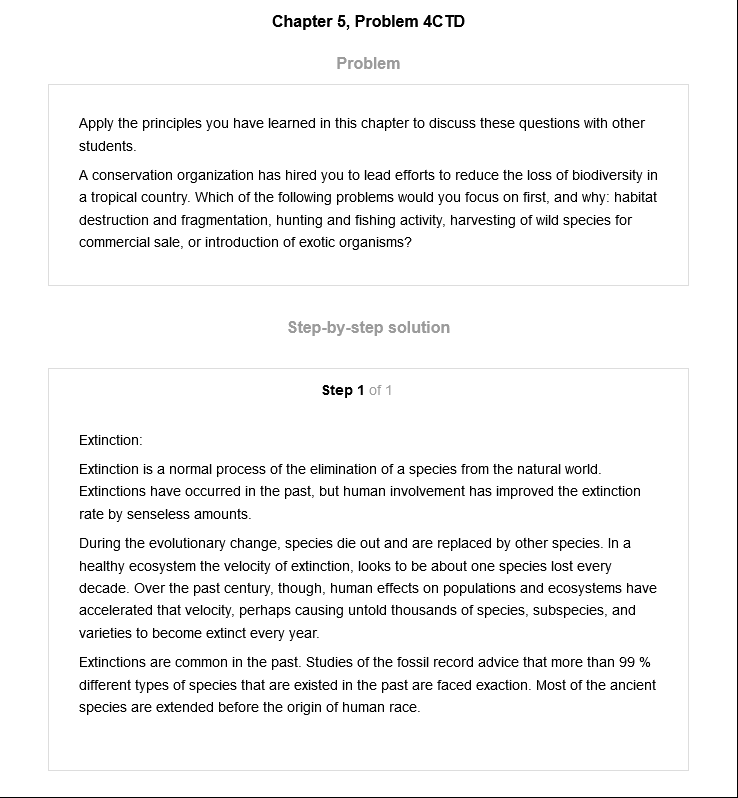 Chapter 5, Problem 4CTD
Problem
Apply the principles you have learned in this chapter to discuss these questions with other
students.
A conservation organization has hired you to lead efforts to reduce the loss of biodiversity in
a tropical country. Which of the following problems would you focus on first, and why: habitat
destruction and fragmentation, hunting and fishing activity, harvesting of wild species for
commercial sale, or introduction of exotic organisms?
Step-by-step solution
Step 1 of 1
Extinction:
Extinction is a normal process of the elimination of a species from the natural world.
Extinctions have occurred in the past, but human involvement has improved the extinction
rate by senseless amounts.
During the evolutionary change, species die out and are replaced by other species. In a
healthy ecosystem the velocity of extinction, looks to be about one species lost every
decade. Over the past century, though, human effects on populations and ecosystems have
accelerated that velocity, perhaps causing untold thousands of species, subspecies, and
varieties to become extinct every year.
Extinctions are common in the past. Studies of the fossil record advice that more than 99 %
different types of species that are existed in the past are faced exaction. Most of the ancient
species are extended before the origin of human race.